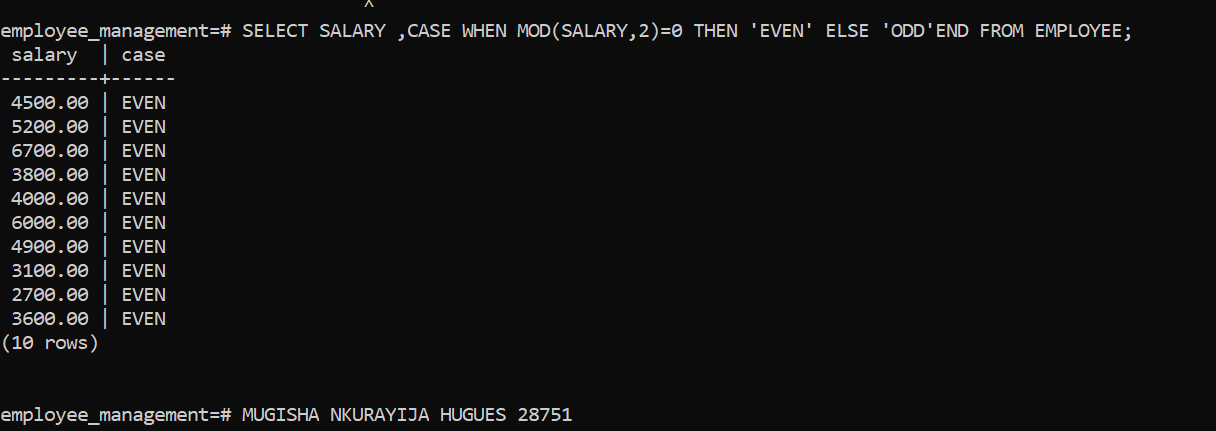 ^
employee_management=# SELECT SALARY ,CASE WHEN MOD(SALARY,2)=0 THEN 'EVEN' ELSE 'ODD'END FROM EMPLOYEE;
 salary  | case
---------+------
 4500.00 | EVEN
 5200.00 | EVEN
 6700.00 | EVEN
 3800.00 | EVEN
 4000.00 | EVEN
 6000.00 | EVEN
 4900.00 | EVEN
 3100.00 | EVEN
 2700.00 | EVEN
 3600.00 | EVEN
(10 rows)
employee_management=# MUGISHA NKURAYIJA HUGUES 28751